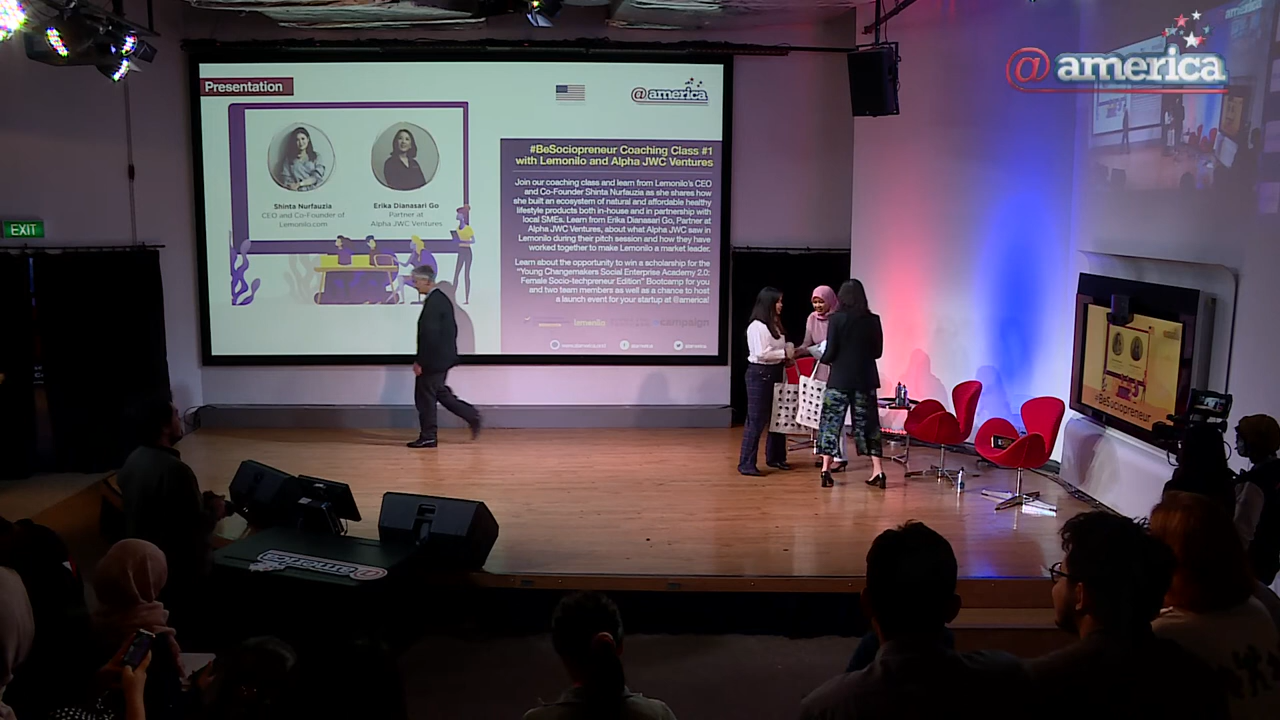 @america
Presentation
@america
#BeSociopreneur Coaching Class #1
with Lemonilo and Alpha JWC Ventures
Shinta Nurfauzia
CEO and Co-Founder of
Lemonilo.com
Erika Dianasari Go
Partner at
Alpha JWC Ventures
Join our coaching class and learn from Lemonilo's CEO
and Co-Founder Shinta Nurfauzia as she shares how
she built an ecosystem of natural and affordable healthy
lifestyle products both in-house and in partnership with
local SMEs. Learn from Erika Dianasari Go, Partner at
Alpha JWC Ventures, about what Alpha JWC saw in
Lemonilo during their pitch session and how they have
worked together to make Lemonilo a market leader.
Learn about the opportunity to win a scholarship for the
"Young Changemakers Social Enterprise Academy 2.0:
Female Socio-techpreneur Edition" Bootcamp for you
and two team members as well as a chance to host
a launch event for your startup at @america!
lemonilo
campaign
EXIT
#BeSociopreneur
@america